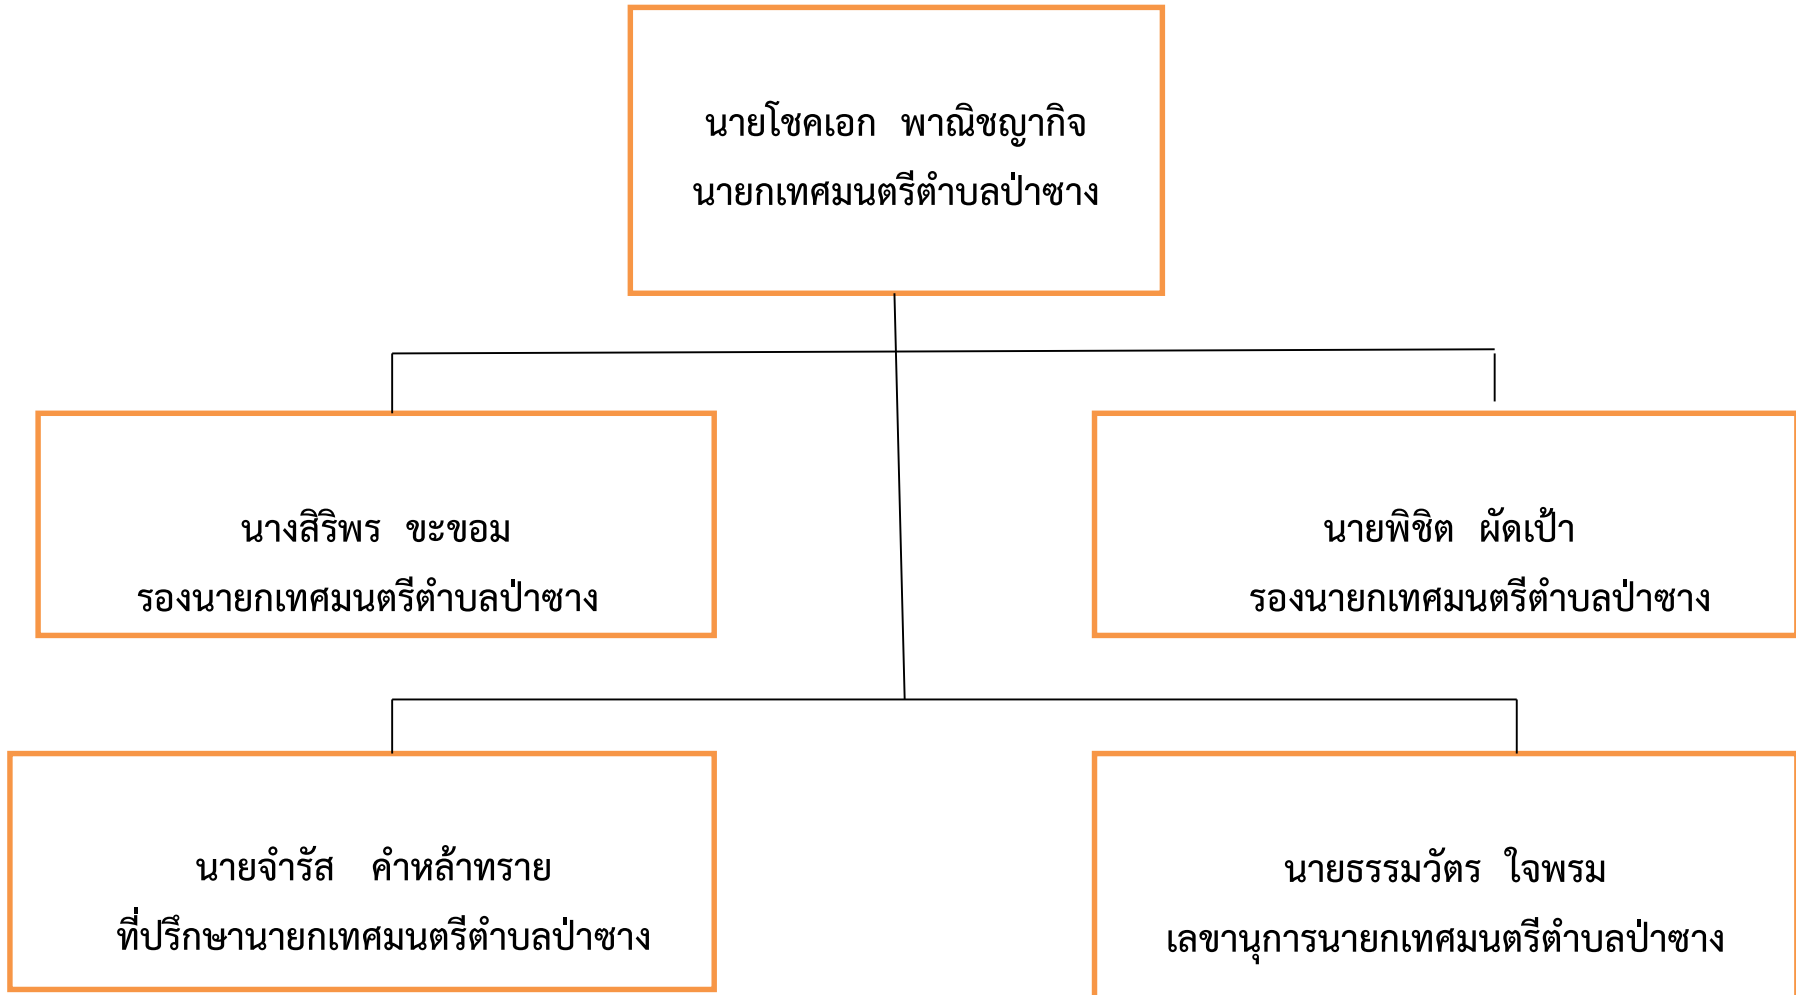 นายโชคเอก พาณิชญากิจ
นายกเทศมนตรีตำบลป่าซาง
นางสิริพร ขะขอม
รองนายกเทศมนตรีตำบลป่าซาง
นายพิชิต ผัดเป้า
รองนายกเทศมนตรีตำบลป่าซาง
นายจำรัส คำหล้าทราย
ที่ปรึกษานายกเทศมนตรีตำบลป่าซาง
นายธรรมวัตร ใจพรม
เลขานุการนายกเทศมนตรีตำบลป่าซาง